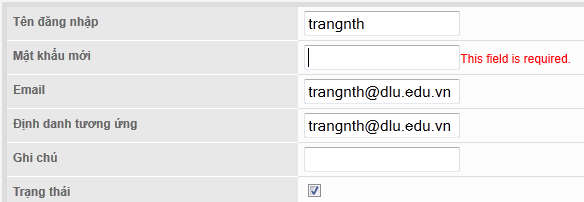 Tên đăng nhập trangnth
Mật khẩu mới This field is required.
Email trangnth@dlu.edu.vn
Định danh tương ứng trangnth@dlu.edu.vn
Ghi chú
Trạng thái